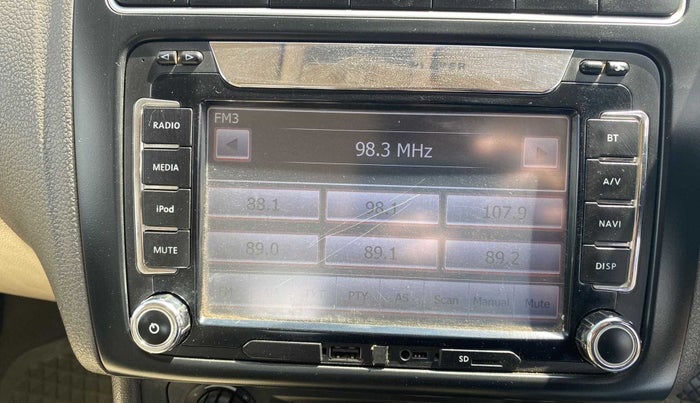 RADIO
MEDIA
iPod
MUTE
FM3
98.3 MHz
88.1 98.1 107.9
89.0 89.1 89.2
FM PTY AS Scan Manual Mute
BT
A/V
NAVI
DISP
SD